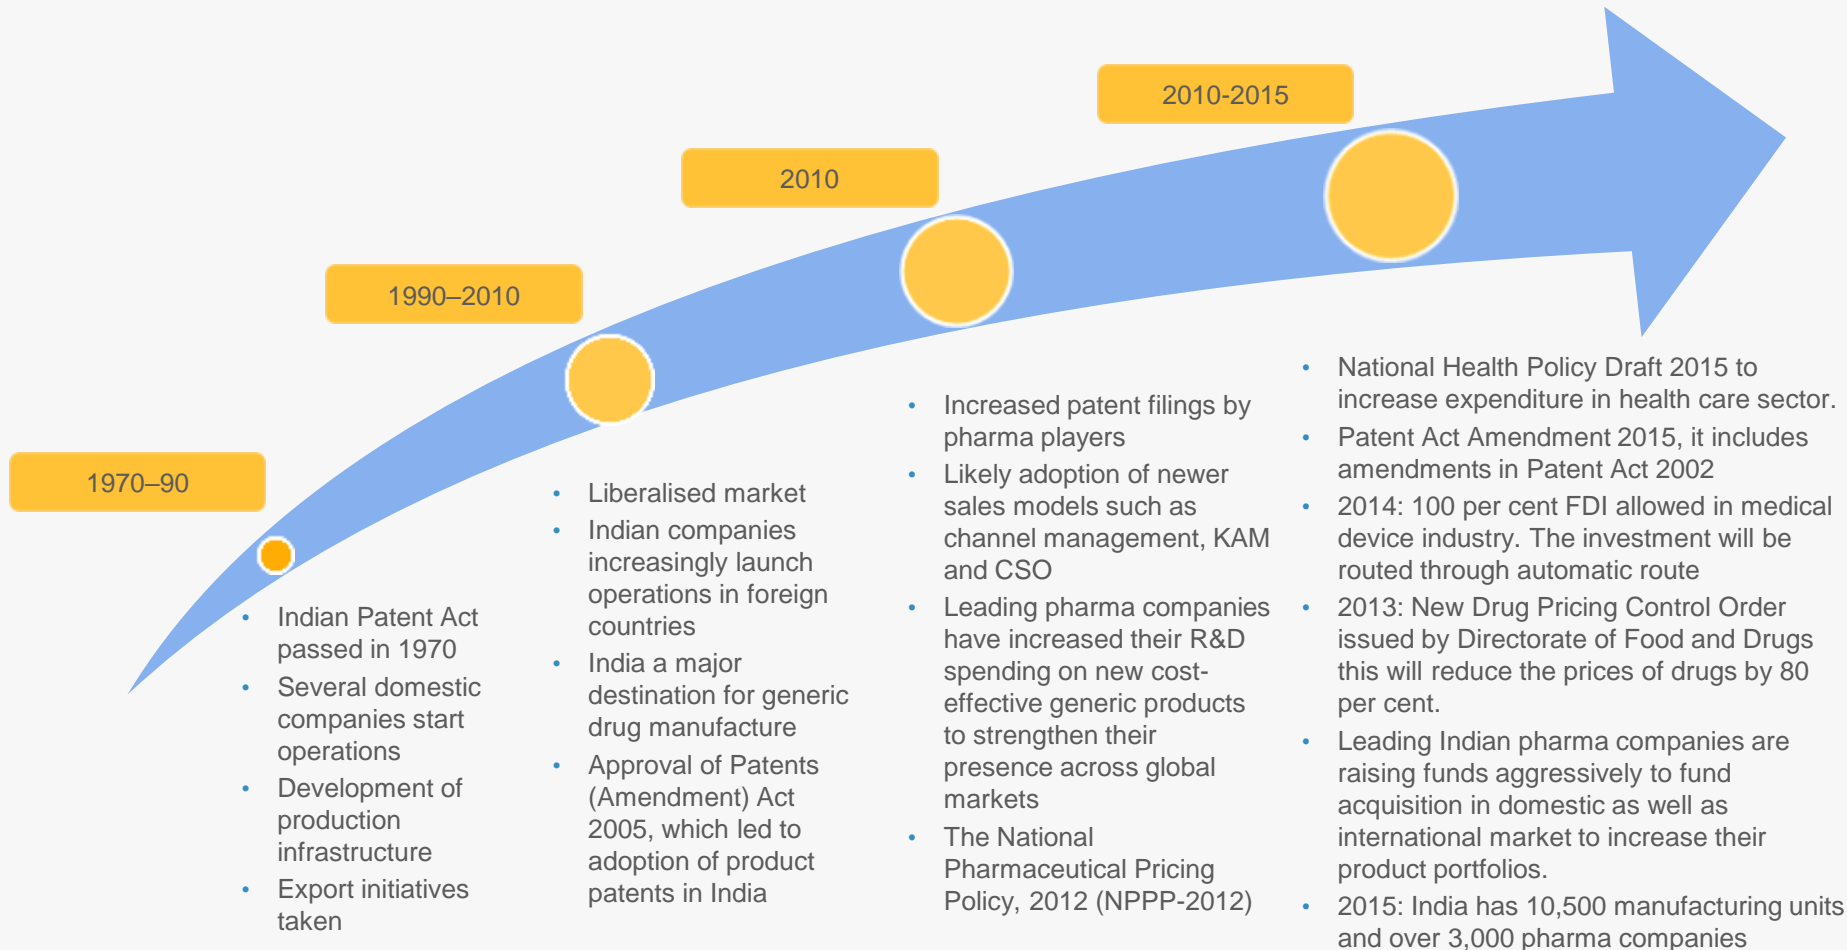 1970–90
• Indian Patent Act
passed in 1970
• Several domestic
companies start
operations
• Development of
production
infrastructure
• Export initiatives
taken
1990–2010
• Liberalised market
• Indian companies
increasingly launch
operations in foreign
countries
• India a major
destination for generic
drug manufacture
• Approval of Patents
(Amendment) Act
2005, which led to
adoption of product
patents in India
2010
• Increased patent filings by
pharma players
• Likely adoption of newer
sales models such as
channel management, KAM
and CSO
• Leading pharma companies
have increased their R&D
spending on new cost-
effective generic products
to strengthen their
presence across global
markets
• The National
Pharmaceutical Pricing
Policy, 2012 (NPPP-2012)
2010-2015
• National Health Policy Draft 2015 to
increase expenditure in health care sector.
• Patent Act Amendment 2015, it includes
amendments in Patent Act 2002
• 2014: 100 per cent FDI allowed in medical
device industry. The investment will be
routed through automatic route
• 2013: New Drug Pricing Control Order
issued by Directorate of Food and Drugs
this will reduce the prices of drugs by 80
per cent.
• Leading Indian pharma companies are
raising funds aggressively to fund
acquisition in domestic as well as
international market to increase their
product portfolios.
• 2015: India has 10,500 manufacturing units
and over 3,000 pharma companies